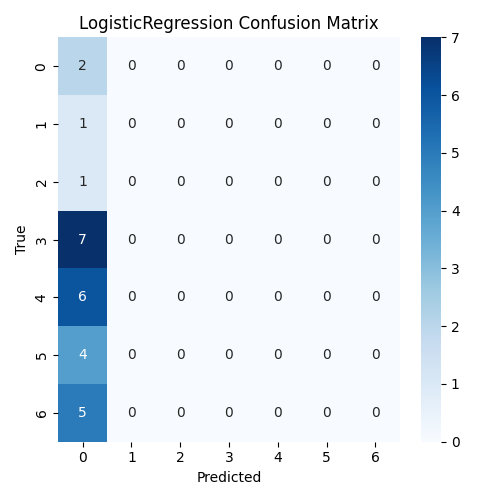 LogisticRegression Confusion Matrix
True
0 2 0 0 0 0 0 0
1 1 0 0 0 0 0 0
2 1 0 0 0 0 0 0
3 7 0 0 0 0 0 0
4 6 0 0 0 0 0 0
5 4 0 0 0 0 0 0
6 5 0 0 0 0 0 0
0 1 2 3 4 5 6
Predicted
7
6
5
4
3
2
1
0